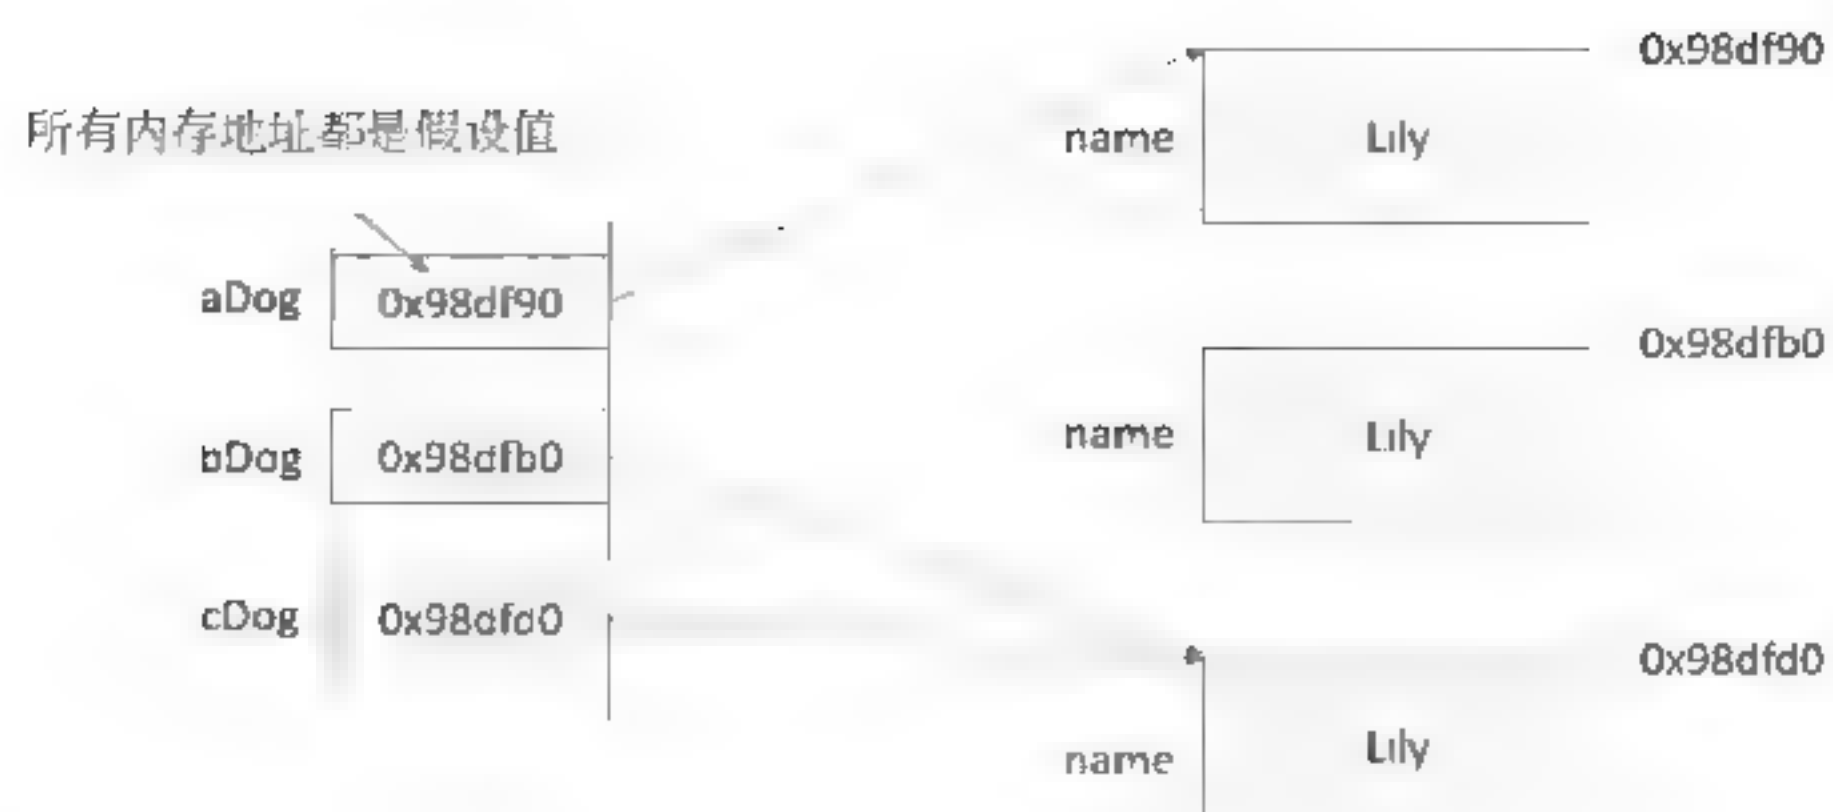 0x98df90
所有内存地址都是假设值
name Lily
aDog 0x98df90
0x98dfb0
name Lily
bDog 0x98dfb0
cDog 0x98dfd0
0x98dfd0
name Lily